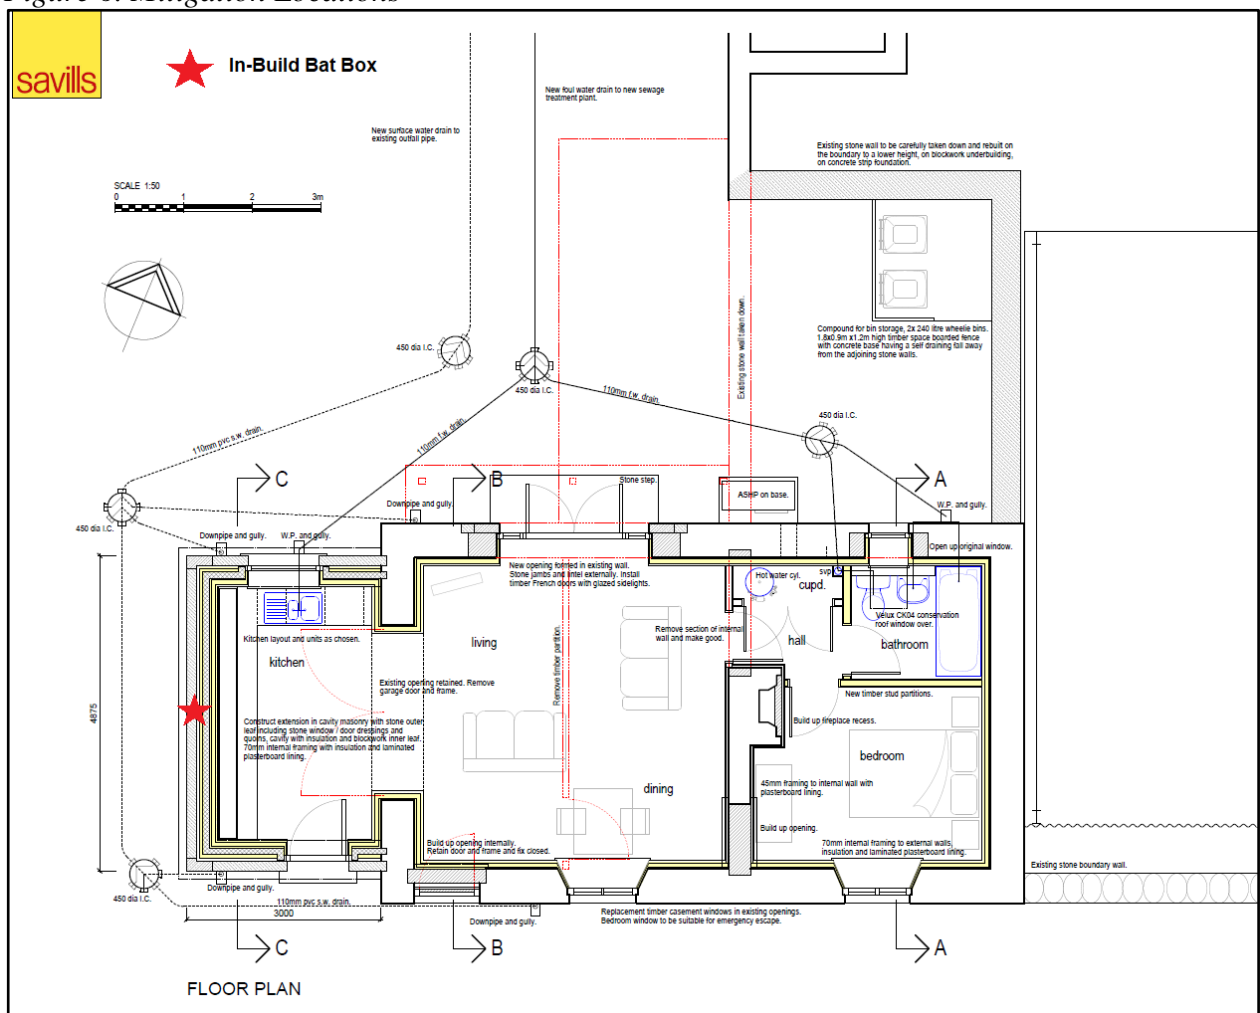 savills
In-Build Bat Box
New foul water drain to new sewage
treatment plant.
New surface water drain to
existing outfall pipe.
Existing stone wall to be carefully taken down and rebuilt on
the boundary to a lower height, on blockwork underbuilding,
on concrete strip foundation.
SCALE 1:50
0 1 2 3m
Existing stone wall taken down.
Compound for bin storage, 2x 240 litre wheelie bins.
1.8x0.9m x1.2m high timber space boarded fence
with concrete base having a self draining fall away
from the adjoining stone walls.
450 dia I.C.
450 dia I.C.
110mm f.w. drain.
450 dia I.C.
110mm pvc s.w. drain.
110mm f.w. drain.
C
B
A
Stone step.
ASHP on base.
Downpipe and gully.
W.P. and gully.
450 dia I.C.
Downpipe and gully.
W.P. and gully.
Open up original window.
New opening formed in existing wall.
Stone jambs and lintel externally. Install
timber French doors with glazed sidelights.
Hot water cyl.
svp
cupd.
Velux CK04 conservation
roof window over.
Remove section of internal
wall and make good.
Kitchen layout and units as chosen.
kitchen
living
hall
bathroom
Remove timber partition.
Existing opening retained. Remove
garage door and frame.
New timber stud partitions.
4875
Construct extension in cavity masonry with stone outer
leaf including stone window / door dressings and
quoins, cavity with insulation and blockwork inner leaf.
70mm internal framing with insulation and laminated
plasterboard lining.
Build up fireplace recess.
bedroom
dining
45mm framing to internal wall with
plasterboard lining.
Build up opening.
Build up opening internally.
Retain door and frame and fix closed.
70mm internal framing to external walls,
insulation and laminated plasterboard lining.
Existing stone boundary wall.
Downpipe and gully.
450 dia I.C.
110mm pvc s.w. drain.
3000
Downpipe and gully.
Replacement timber casement windows in existing openings.
Bedroom window to be suitable for emergency escape.
C
B
A
FLOOR PLAN